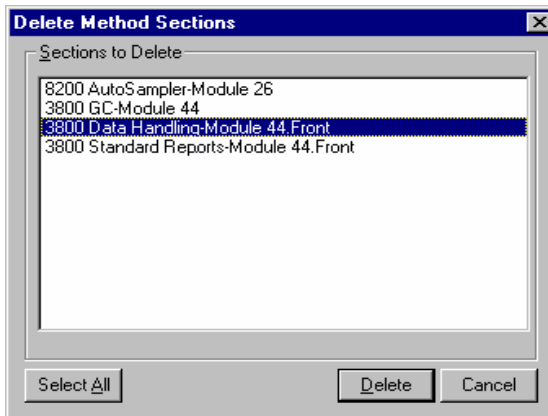 Delete Method Sections
Sections to Delete
8200 AutoSampler-Module 26
3800 GC-Module 44
3800 Data Handling-Module 44.Front
3800 Standard Reports-Module 44.Front
Select All Delete Cancel